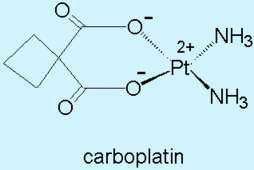 O
O⁻
2+
NH₃
Pt
O
O⁻
NH₃
carboplatin